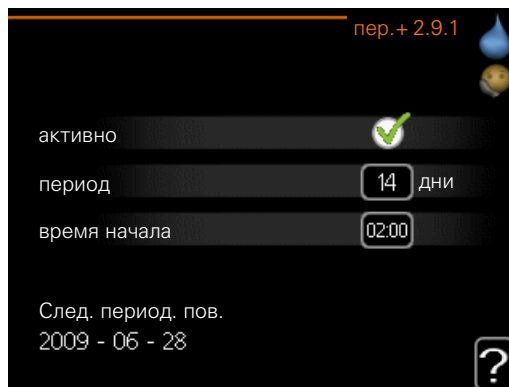 пер.+ 2.9.1
активно
период 14 дни
время начала 02:00
След. период. пов.
2009 - 06 - 28
?